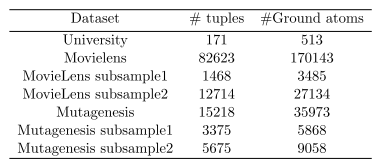 Dataset # tuples #Ground atoms
University 171 513
Movielens 82623 170143
MovieLens subsample1 1468 3485
MovieLens subsample2 12714 27134
Mutagenesis 15218 35973
Mutagenesis subsample1 3375 5868
Mutagenesis subsample2 5675 9058